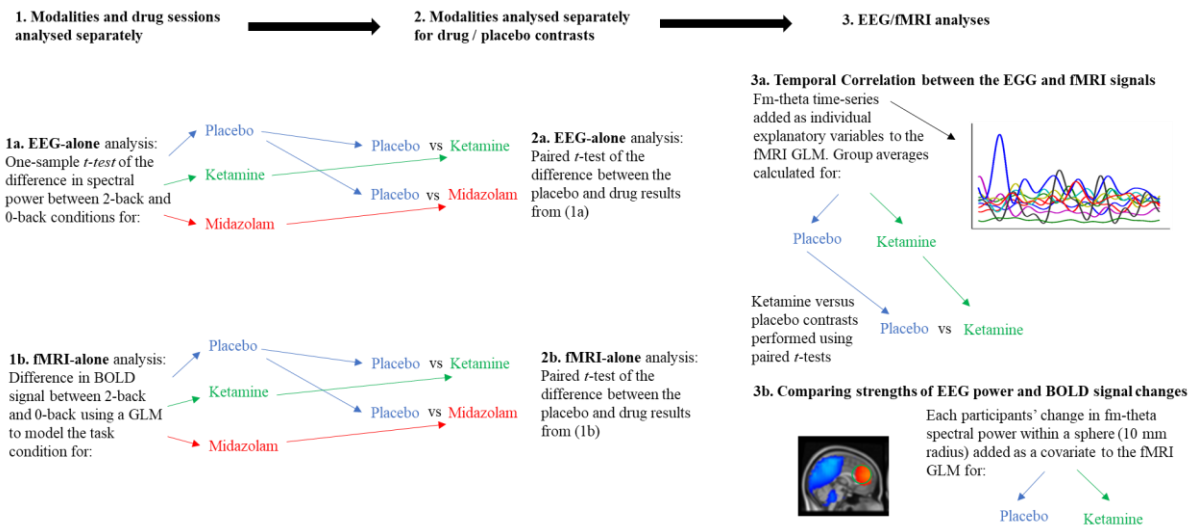 1. Modalities and drug sessions
analysed separately
2. Modalities analysed separately
for drug / placebo contrasts
3. EEG/fMRI analyses
1a. EEG-alone analysis:
One-sample t-test of the
difference in spectral
power between 2-back and
0-back conditions for:
Placebo
Ketamine
Midazolam
Placebo vs Ketamine
Placebo vs Midazolam
2a. EEG-alone analysis:
Paired t-test of the
difference between the
placebo and drug results
from (1a)
1b. fMRI-alone analysis:
Difference in BOLD
signal between 2-back
and 0-back using a GLM
to model the task
condition for:
Placebo
Ketamine
Midazolam
Placebo vs Ketamine
Placebo vs Midazolam
2b. fMRI-alone analysis:
Paired t-test of the
difference between the
placebo and drug results
from (1b)
3a. Temporal Correlation between the EGG and fMRI signals
Fm-theta time-series
added as individual
explanatory variables to the
fMRI GLM. Group averages
calculated for:
Placebo
Ketamine
Ketamine versus
placebo contrasts
performed using
paired t-tests
Placebo vs Ketamine
3b. Comparing strengths of EEG power and BOLD signal changes
Each participants' change in fm-theta
spectral power within a sphere (10 mm
radius) added as a covariate to the fMRI
GLM for:
Placebo
Ketamine